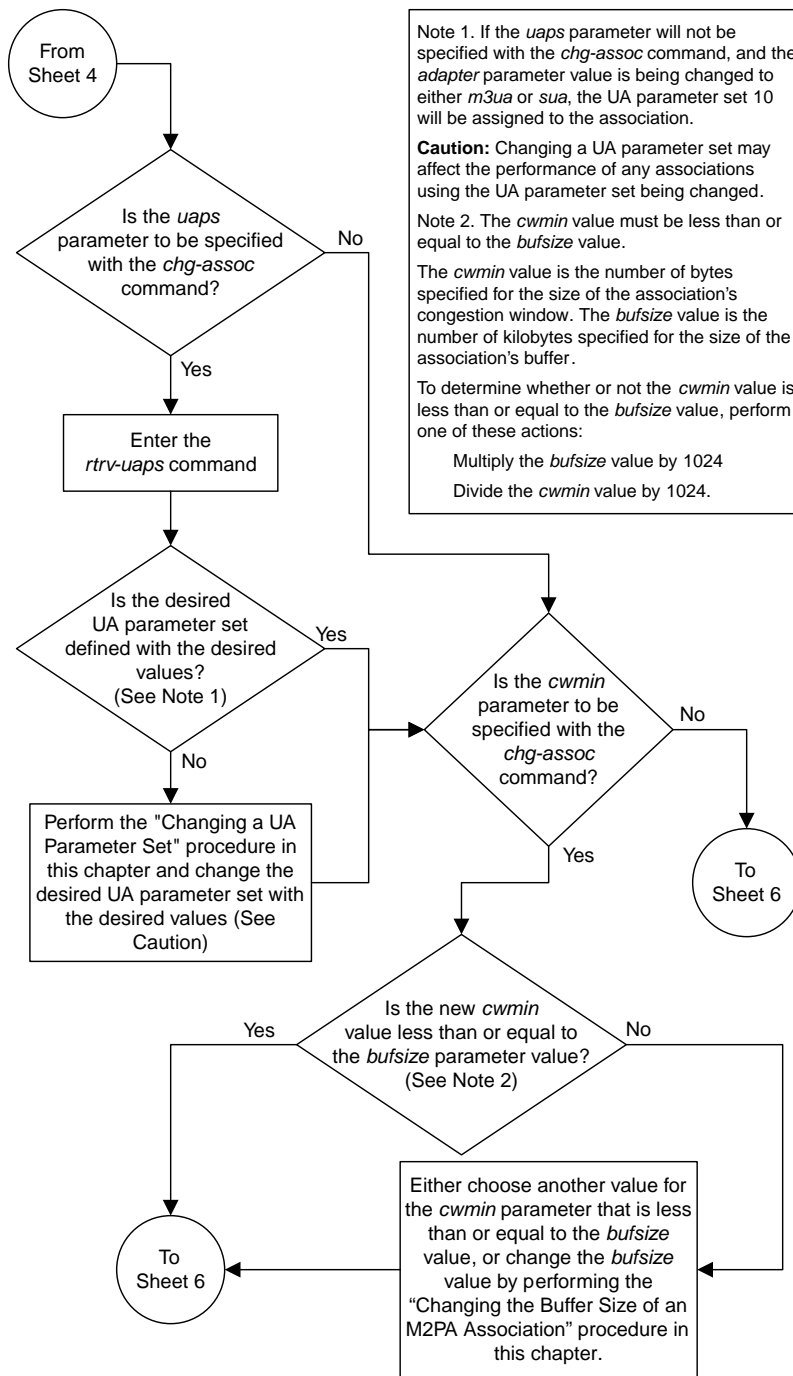 From
Sheet 4
Note 1. If the uaps parameter will not be
specified with the chg-assoc command, and the
adapter parameter value is being changed to
either m3ua or sua, the UA parameter set 10
will be assigned to the association.
Caution: Changing a UA parameter set may
affect the performance of any associations
using the UA parameter set being changed.
Note 2. The cwmin value must be less than or
equal to the bufsize value.
The cwmin value is the number of bytes
specified for the size of the association's
congestion window. The bufsize value is the
number of kilobytes specified for the size of the
association's buffer.
To determine whether or not the cwmin value is
less than or equal to the bufsize value, perform
one of these actions:
Multiply the bufsize value by 1024
Divide the cwmin value by 1024.
Is the uaps
parameter to be specified
with the chg-assoc
command?
No
Yes
Enter the
rtrv-uaps command
Is the desired
UA parameter set
defined with the desired
values?
(See Note 1)
Yes
No
Perform the "Changing a UA
Parameter Set" procedure in
this chapter and change the
desired UA parameter set with
the desired values (See
Caution)
Is the cwmin
parameter to be
specified with the
chg-assoc
command?
No
Yes
To
Sheet 6
Is the new cwmin
value less than or equal to
the bufsize parameter value?
(See Note 2)
Yes
No
Either choose another value for
the cwmin parameter that is less
than or equal to the bufsize
value, or change the bufsize
value by performing the
“Changing the Buffer Size of an
M2PA Association” procedure in
this chapter.
To
Sheet 6